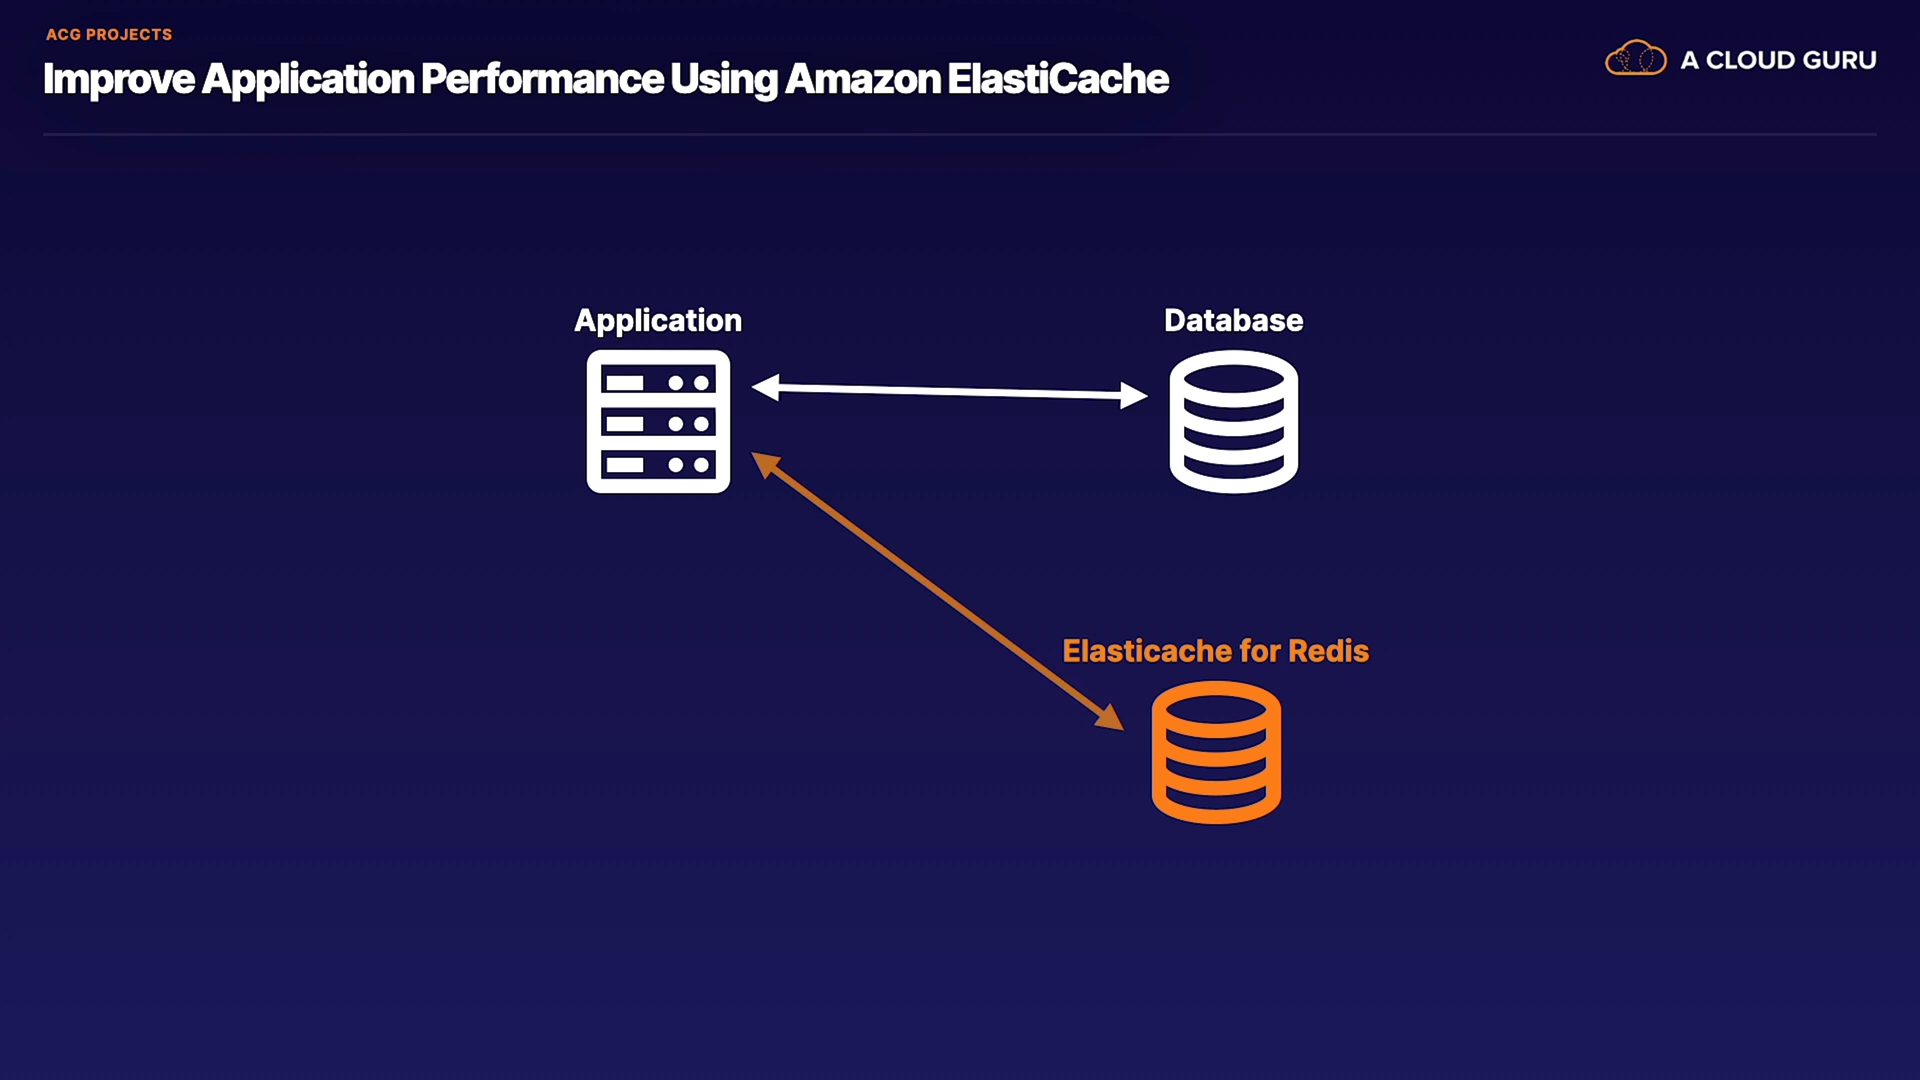 ACG PROJECTS
Improve Application Performance Using Amazon ElastiCache
A CLOUD GURU
Application
Database
Elasticache for Redis